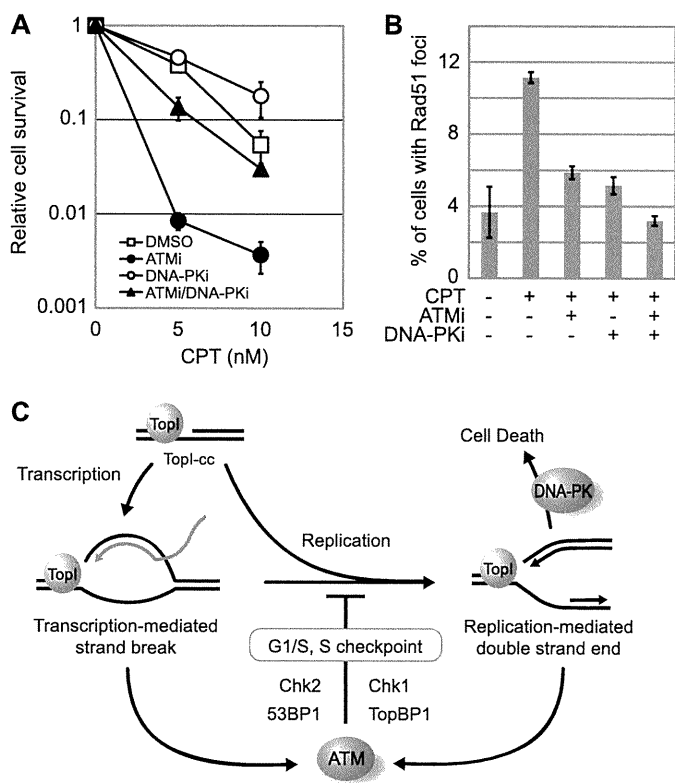 A
Relative cell survival
1
0.1
0.01
0.001
DMSO
ATMi
DNA-PKi
ATMi/DNA-PKi
0 5 10 15
CPT (nM)
B
% of cells with Rad51 foci
12
8
4
0
CPT - + + + +
ATMi - - + - +
DNA-PKi - - - + +
C
TopI
TopI-cc
Transcription
Replication
Cell Death
DNA-PK
TopI
TopI
Transcription-mediated
strand break
Replication-mediated
double strand end
G1/S, S checkpoint
Chk2 Chk1
53BP1 TopBP1
ATM